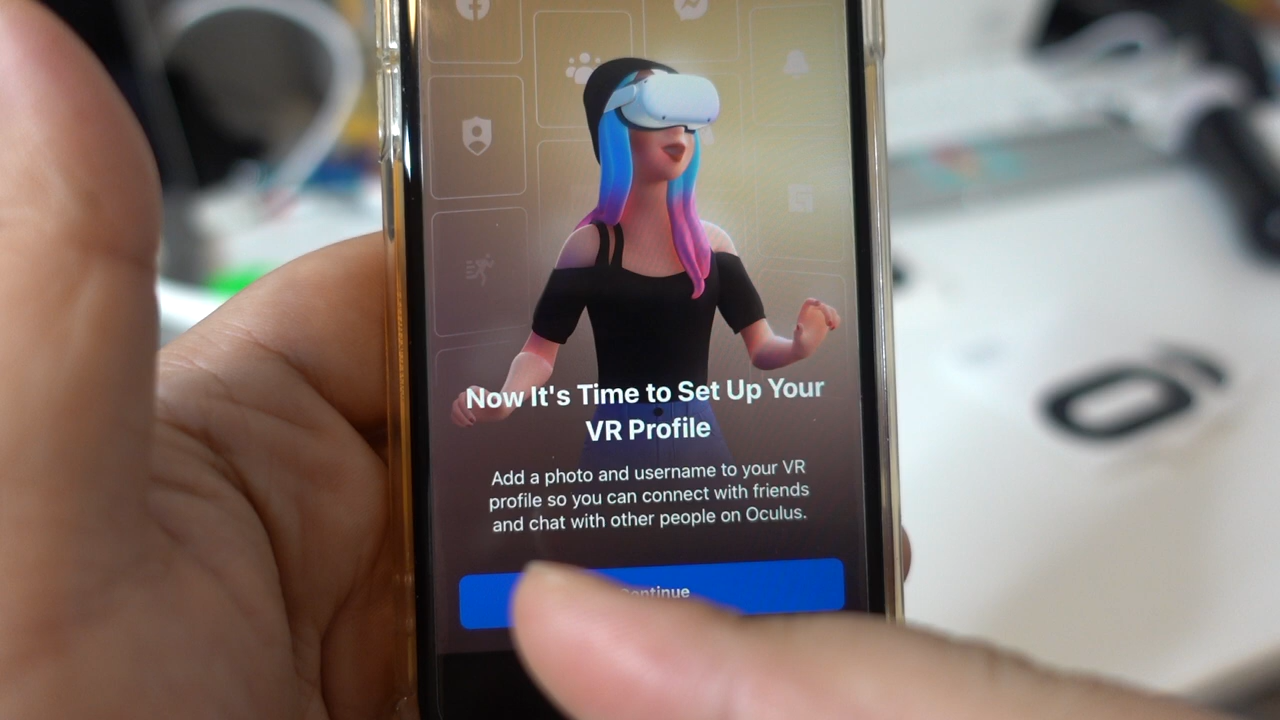 Now It's Time to Set Up Your
VR Profile
Add a photo and username to your VR
profile so you can connect with friends
and chat with other people on Oculus.
Continue